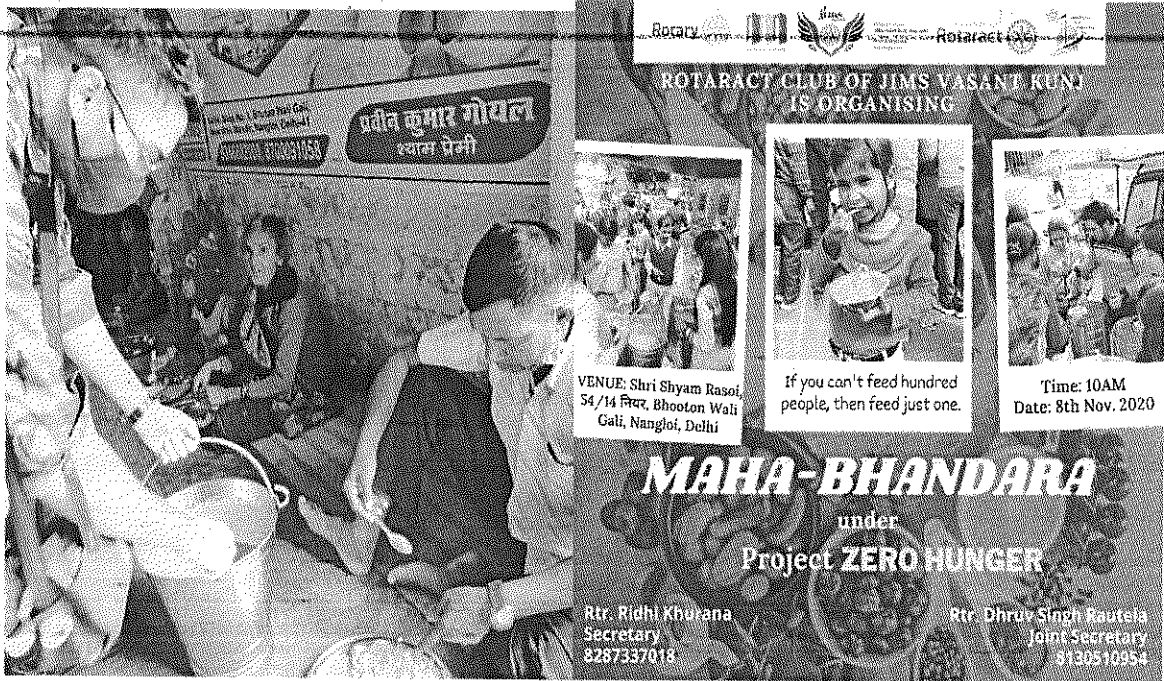 प्रवीन कुमार गोयल
श्याम प्रेमी
Rotary
Rotaract
ROTARACT CLUB OF JIMS VASANT KUNJ
IS ORGANISING
VENUE: Shri Shyam Rasoi,
54/14 नियर, Bhooton Wali
Gali, Nangloi, Delhi
If you can't feed hundred
people, then feed just one.
Time: 10AM
Date: 8th Nov. 2020
MAHA-BHANDARA
under
Project ZERO HUNGER
Rtr. Ridhi Khurana
Secretary
8287337018
Rtr. Dhruv Singh Rautela
Joint Secretary
8130510954